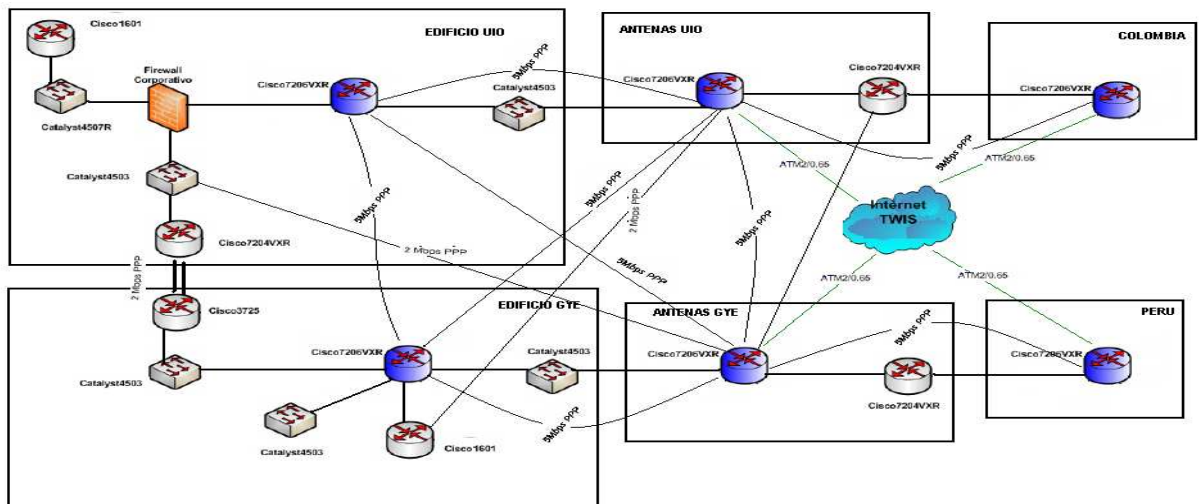 Cisco1601
EDIFICIO UIO
ANTENAS UIO
COLOMBIA
Firewall
Corporativo
Cisco7206VXR
5Mbps PPP
Cisco7206VXR
Cisco7204VXR
Cisco7206VXR
Catalyst4503
Catalyst4507R
Catalyst4503
ATM2/0.65
5Mbps PPP
ATM2/0.65
5Mbps PPP
5Mbps PPP
2 Mbps PPP
5Mbps PPP
Internet
TWIS
Cisco7204VXR
2 Mbps PPP
5Mbps PPP
2 Mbps PPP
ATM2/0.65
ATM2/0.65
Cisco3725
EDIFICIO GYE
ANTENAS GYE
PERU
Cisco7206VXR
Catalyst4503
Cisco7206VXR
5Mbps PPP
Cisco7206VXR
Catalyst4503
Cisco7204VXR
Catalyst4503
Cisco1601
5Mbps PPP